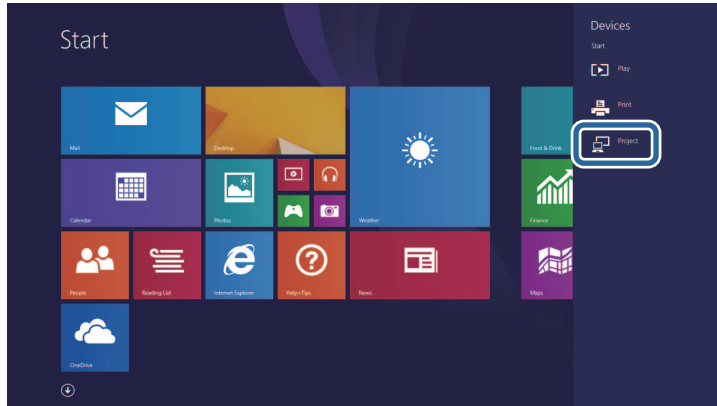 Start
Devices
Start
Play
Print
Project
Mail
Desktop
Food & Drink
Calendar
Photos
Weather
Finance
People
Reading List
Internet Explorer
Help+Tips
News
Maps
OneDrive